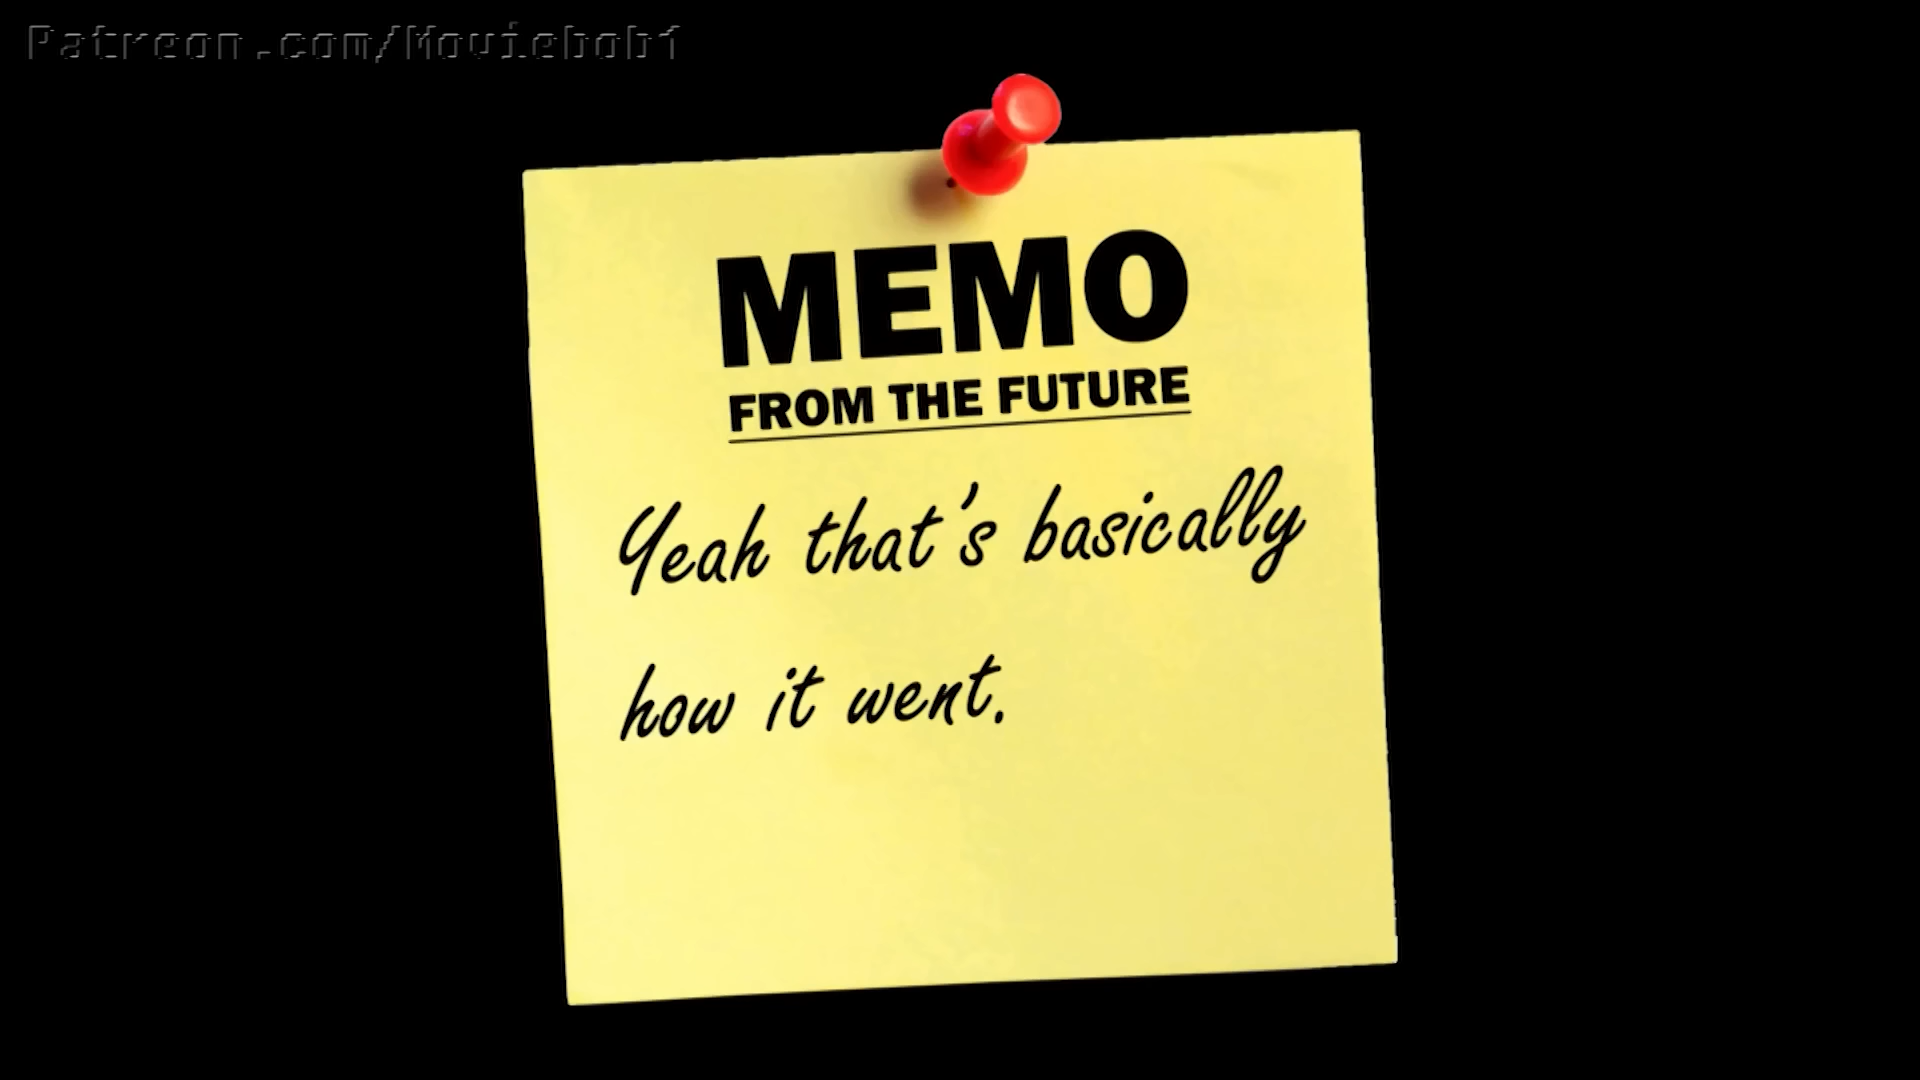 Patreon.com/Moviebob1
MEMO
FROM THE FUTURE
Yeah that's basically
how it went.